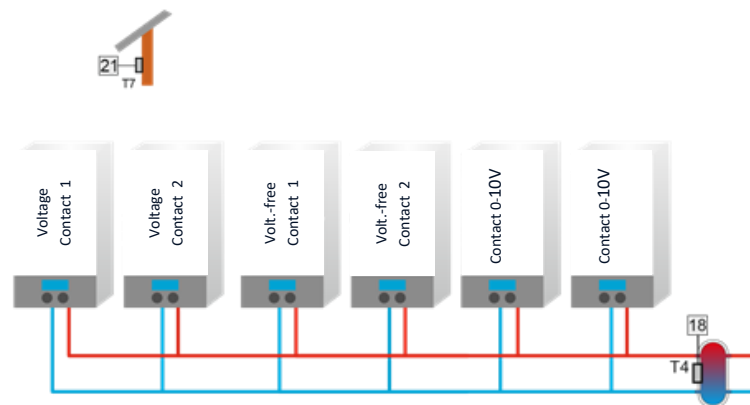 21
T7
Voltage
Contact 1
Voltage
Contact 2
Volt.-free
Contact 1
Volt.-free
Contact 2
Contact 0-10V
Contact 0-10V
18
T4